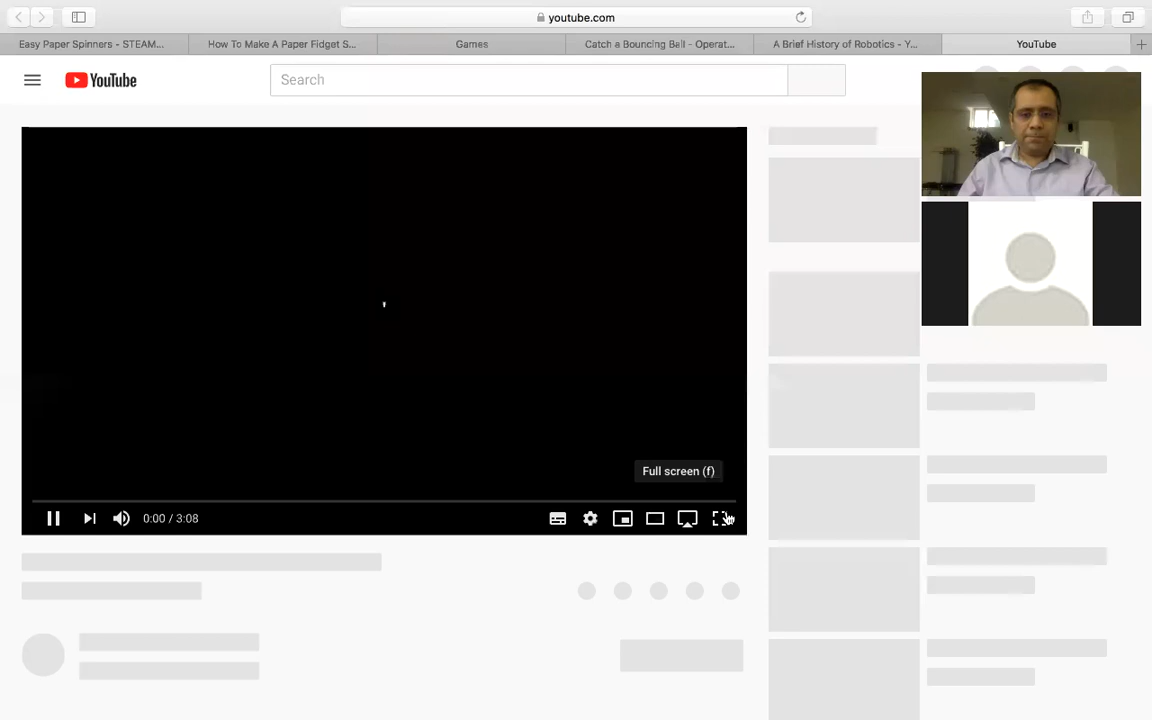 youtube.com
Easy Paper Spinners - STEAM...
How To Make A Paper Fidget S...
Games
Catch a Bouncing Ball - Operat...
A Brief History of Robotics - Y...
YouTube
YouTube
Search
Full screen (f)
0:00 / 3:08